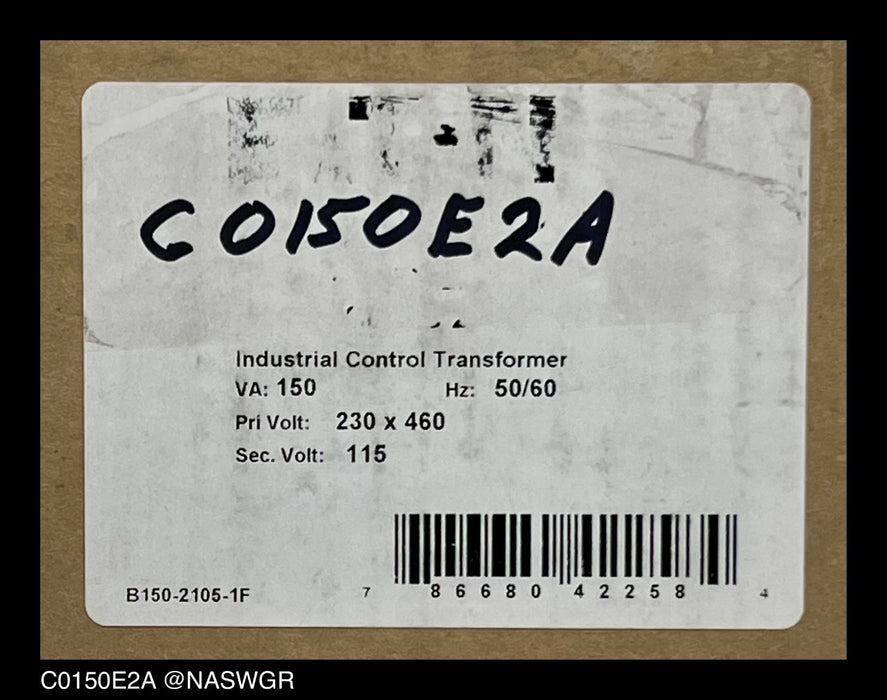 C0150E2A
Industrial Control Transformer
VA: 150 Hz: 50/60
Pri Volt: 230 x 460
Sec. Volt: 115
B150-2105-1F 7 86680 42258 4
C0150E2A @NASWGR